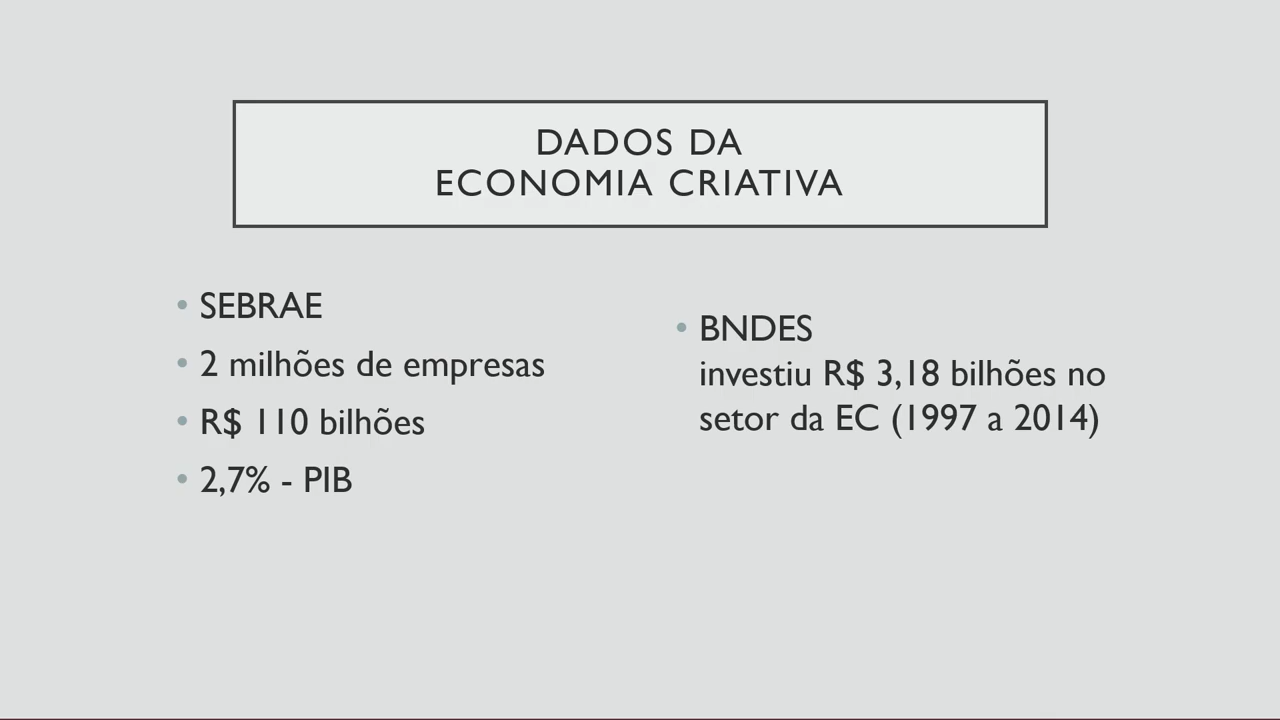 DADOS DA
ECONOMIA CRIATIVA
• SEBRAE
• 2 milhões de empresas
• R$ 110 bilhões
• 2,7% - PIB
• BNDES
investiu R$ 3,18 bilhões no
setor da EC (1997 a 2014)